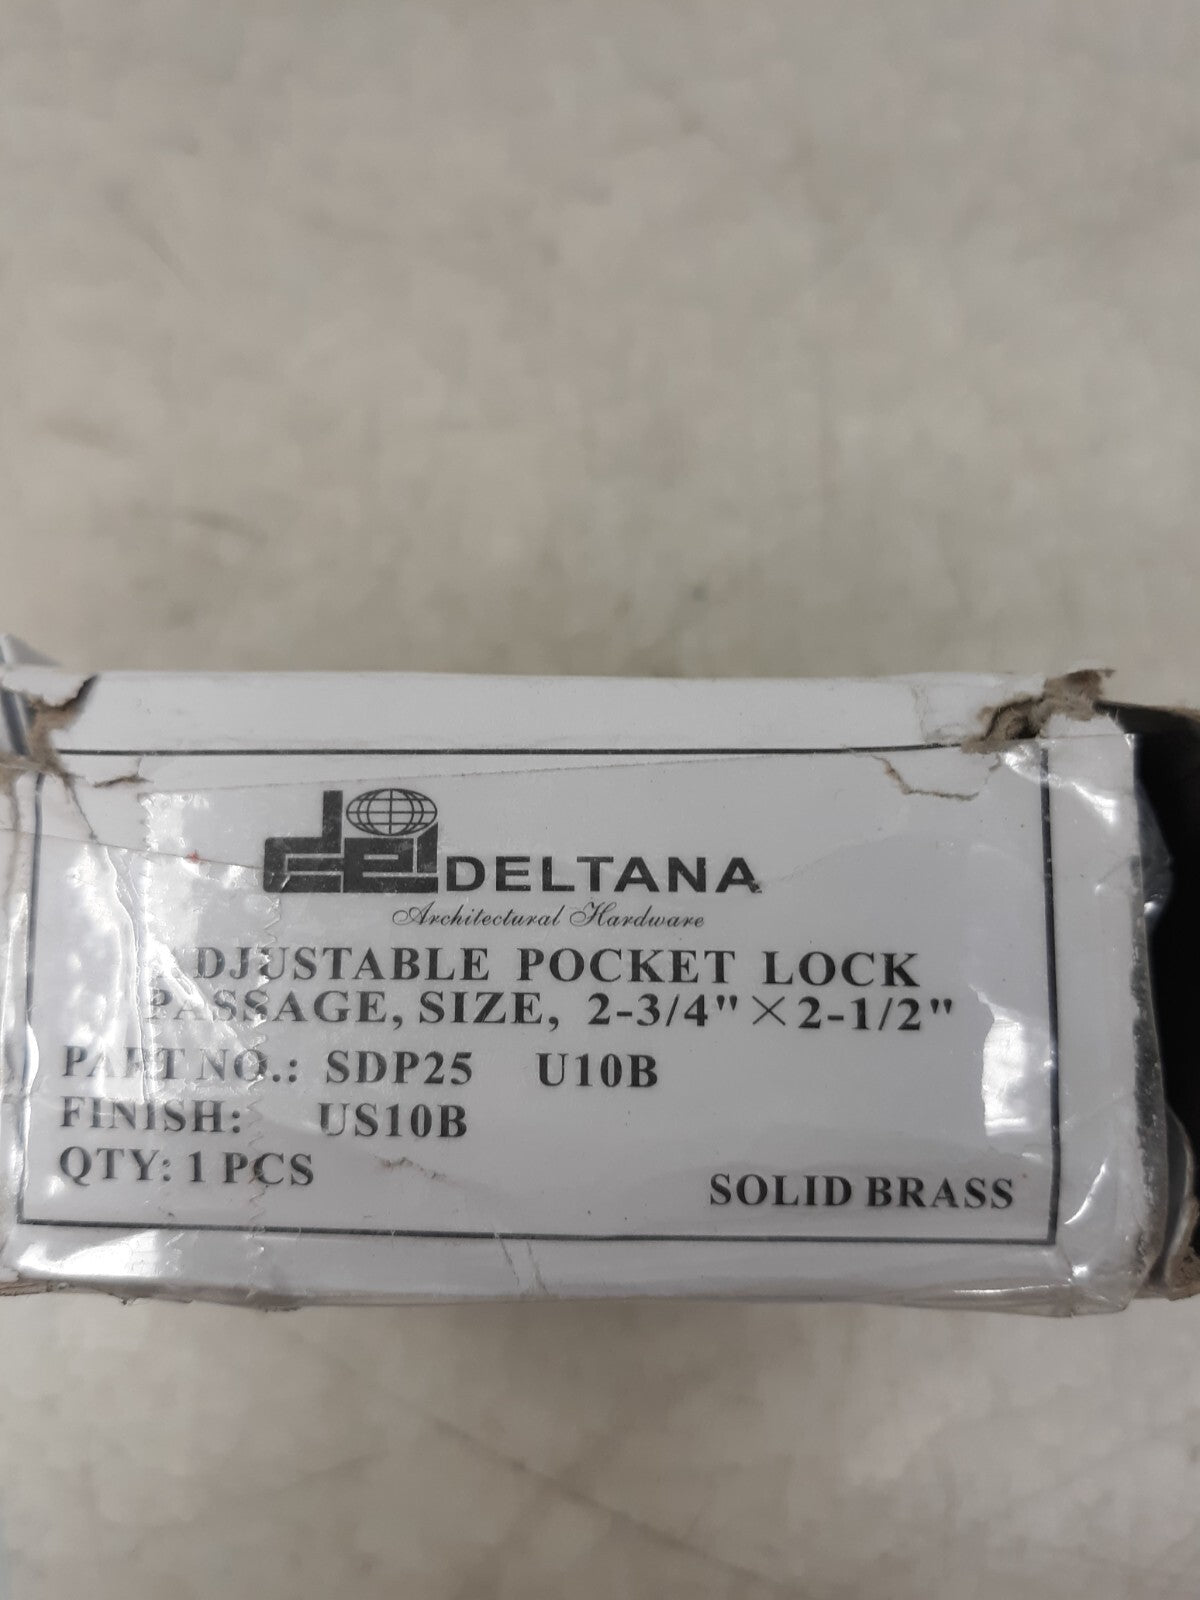 del DELTANA
Architectural Hardware
ADJUSTABLE POCKET LOCK
PASSAGE, SIZE, 2-3/4"×2-1/2"
PART NO.: SDP25 U10B
FINISH: US10B
QTY: 1 PCS
SOLID BRASS